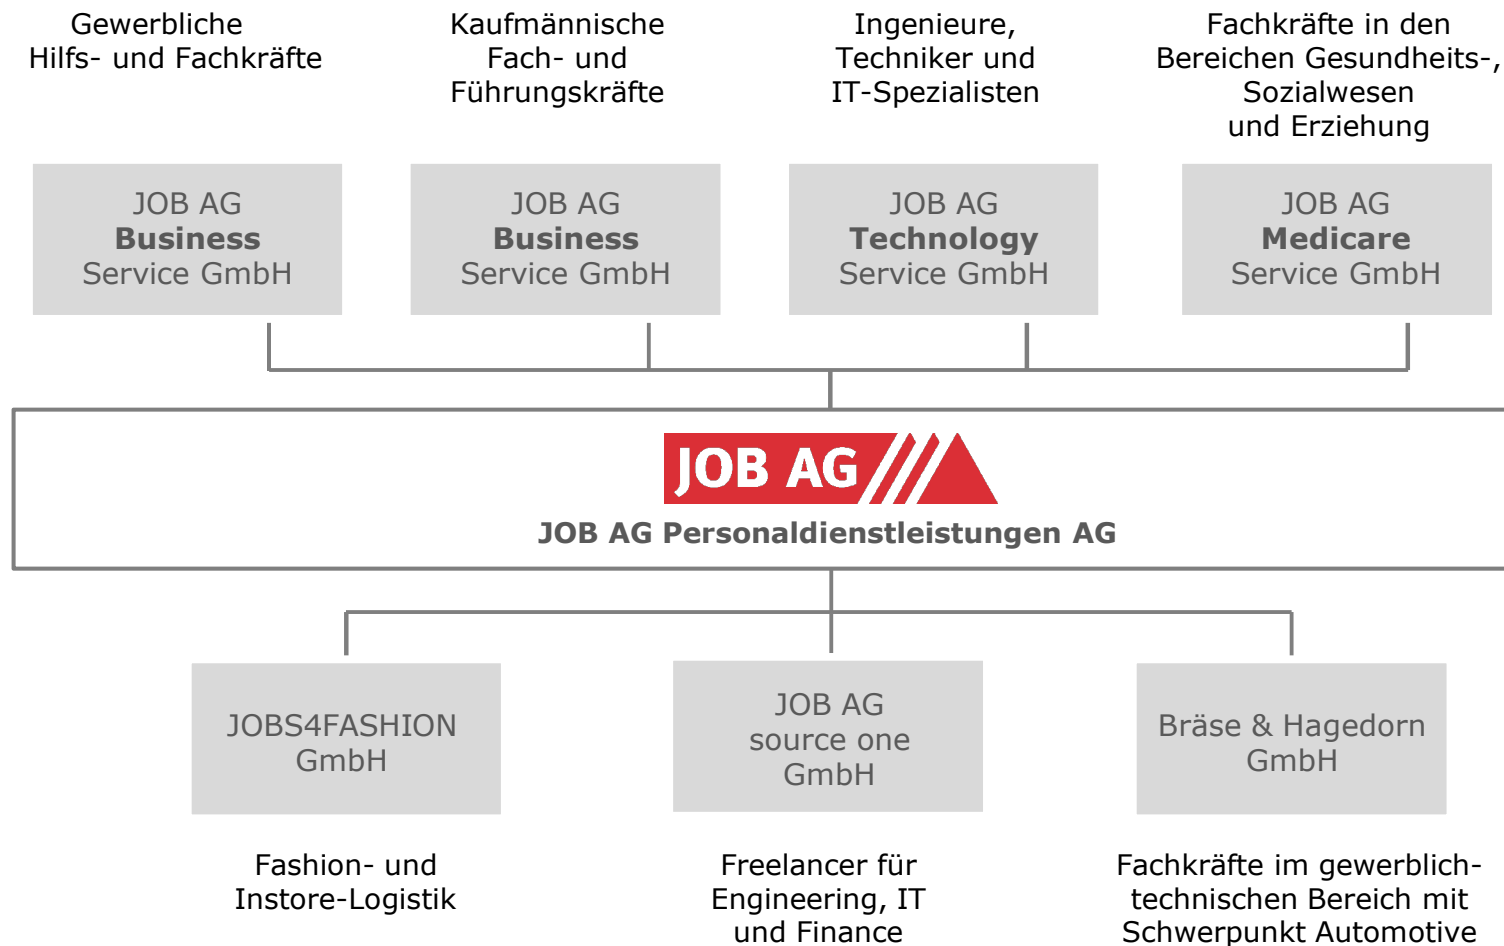 Gewerbliche
Hilfs- und Fachkräfte
Kaufmännische
Fach- und
Führungskräfte
Ingenieure,
Techniker und
IT-Spezialisten
Fachkräfte in den
Bereichen Gesundheits-,
Sozialwesen
und Erziehung
JOB AG
Business
Service GmbH
JOB AG
Business
Service GmbH
JOB AG
Technology
Service GmbH
JOB AG
Medicare
Service GmbH
JOB AG
JOB AG Personaldienstleistungen AG
JOBS4FASHION
GmbH
JOB AG
source one
GmbH
Bräse & Hagedorn
GmbH
Fashion- und
Instore-Logistik
Freelancer für
Engineering, IT
und Finance
Fachkräfte im gewerblich-
technischen Bereich mit
Schwerpunkt Automotive